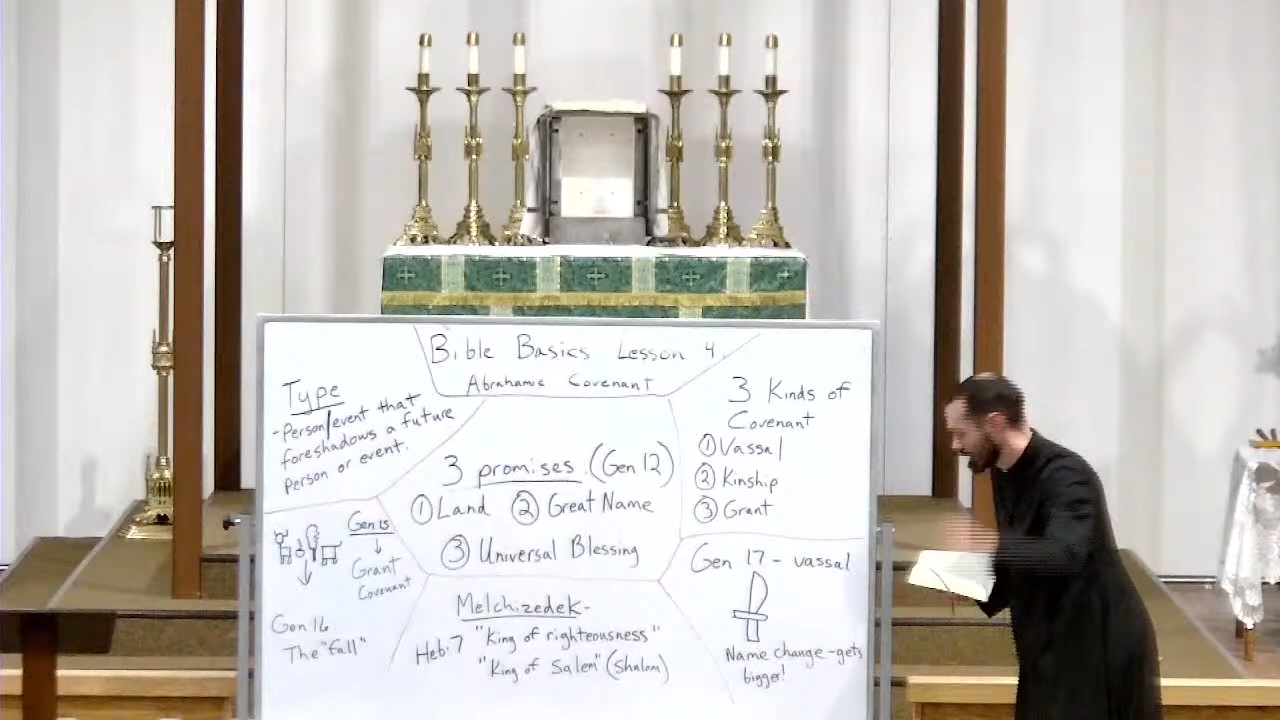 Bible Basics Lesson 4
Abrahamic Covenant
Type
-Person/event that
foreshadows a future
person or event.
3 promises (Gen 12)
① Land ② Great Name
③ Universal Blessing
3 Kinds of
Covenant
① Vassal
② Kinship
③ Grant
Gen 15
Grant
Covenant
Gen. 16
The "fall"
Melchizedek-
Heb. 7 "King of righteousness"
"King of Salem" (Shalom)
Gen 17 - vassal
Name change - gets
bigger!